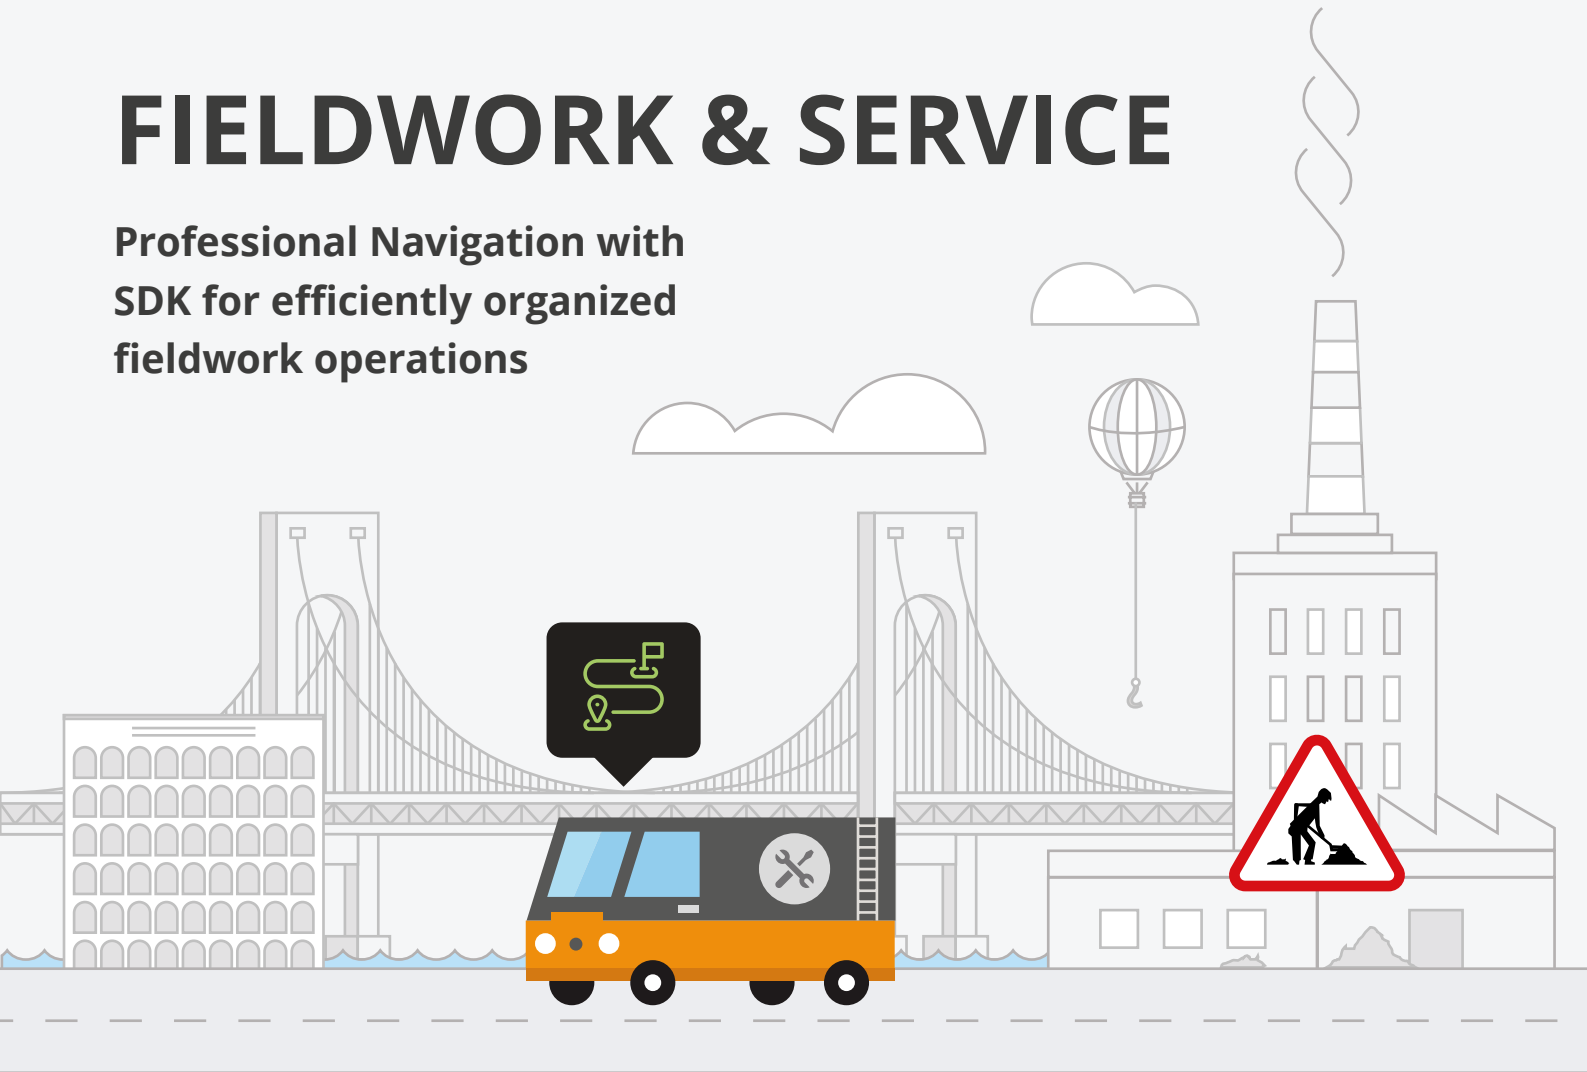 FIELDWORK & SERVICE
Professional Navigation with
SDK for efficiently organized
fieldwork operations